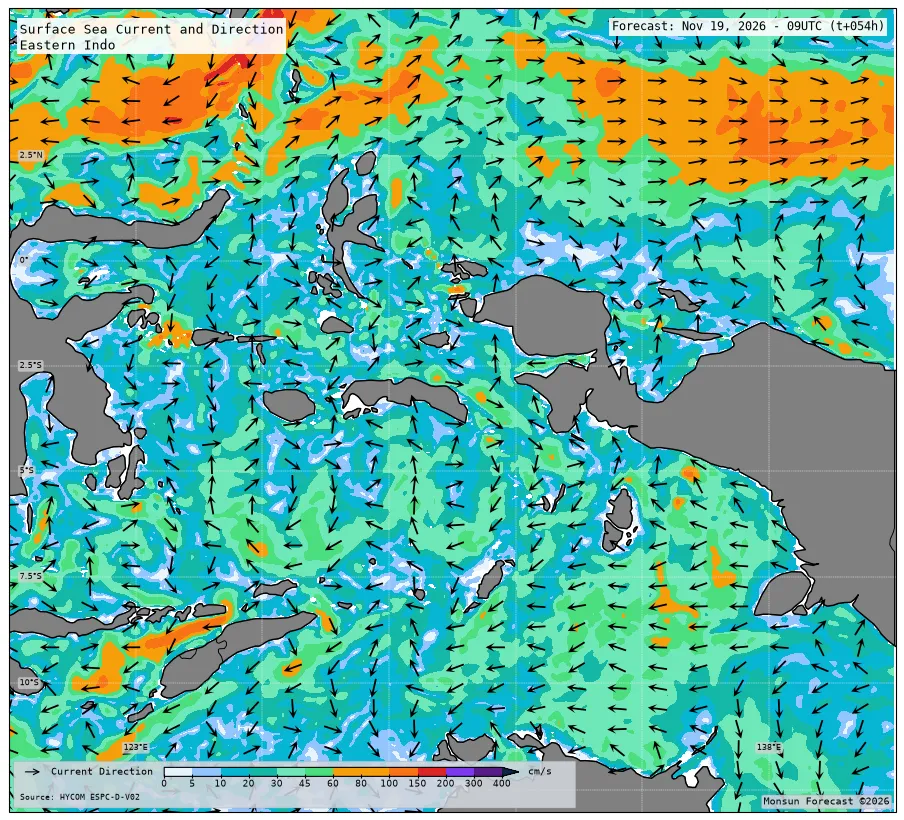 Surface Sea Current and Direction
Eastern Indo
Forecast: Nov 19, 2026 - 09UTC (t+054h)
2.5°N
0°
2.5°S
5°S
7.5°S
10°S
123°E
138°E
Current Direction
0 5 10 20 30 45 60 80 100 150 200 300 400 cm/s
Source: HYCOM ESPC-D-V02
Monsun Forecast ©2026